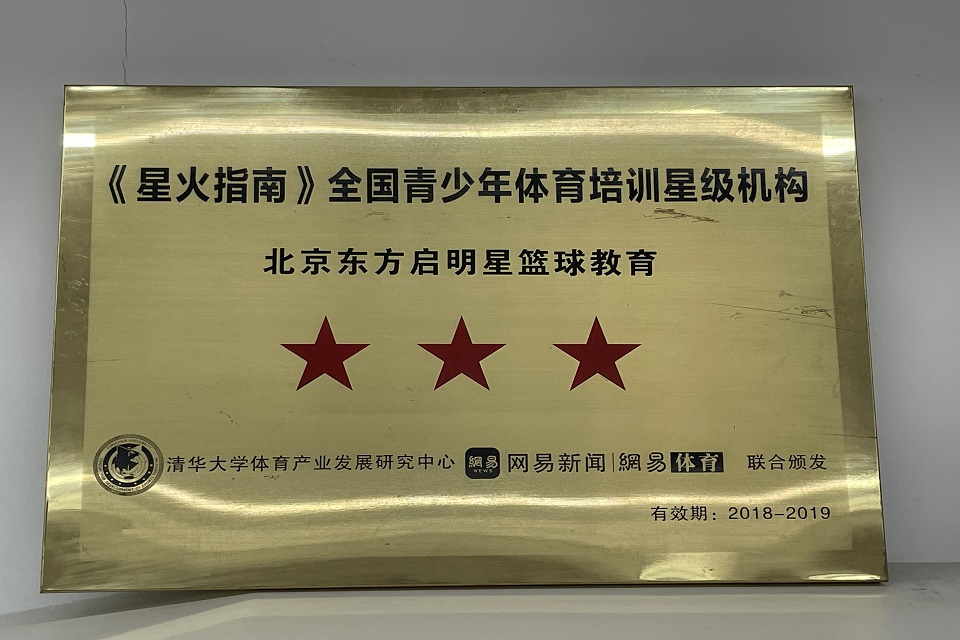 《星火指南》全国青少年体育培训星级机构
北京东方启明星篮球教育
清华大学体育产业发展研究中心 網易 NEWS 网易新闻|網易体育 联合颁发
有效期：2018-2019